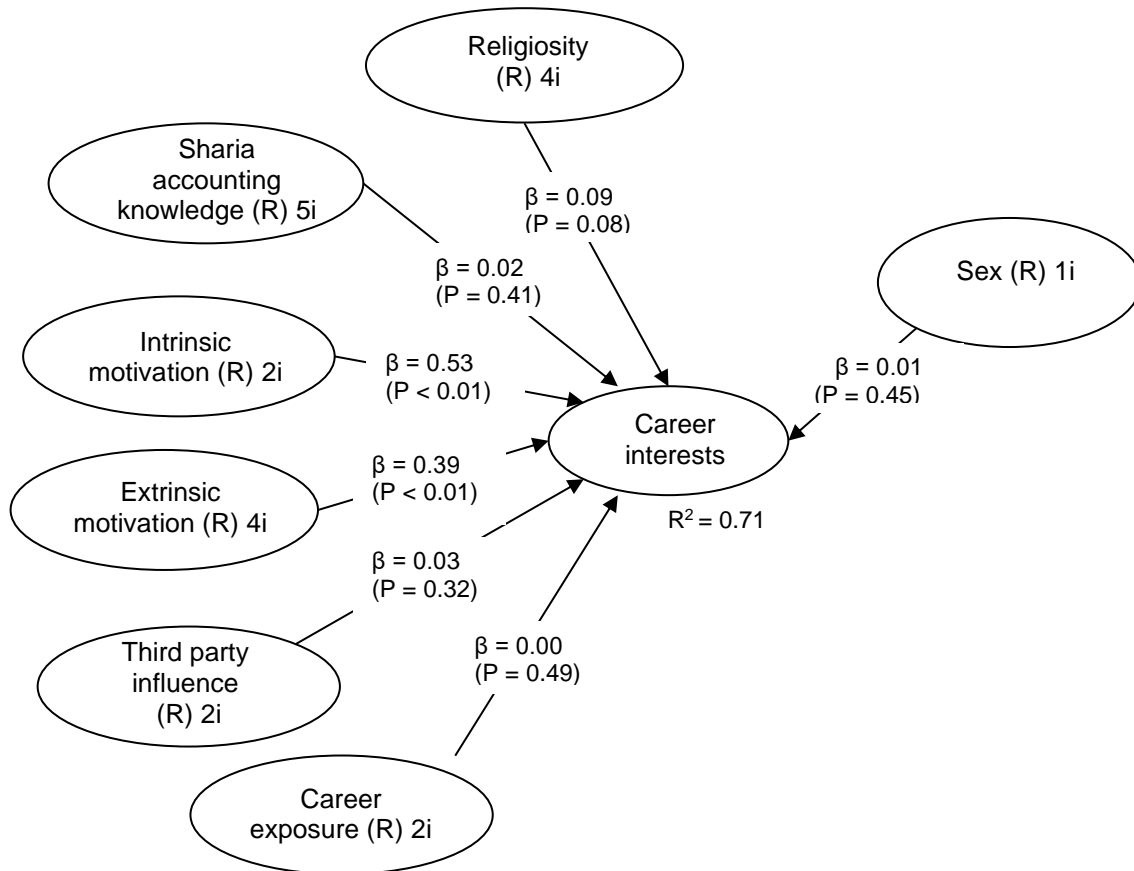 Religiosity
(R) 4i
Sharia
accounting
knowledge (R) 5i
β = 0.09
(P = 0.08)
Sex (R) 1i
β = 0.02
(P = 0.41)
Intrinsic
motivation (R) 2i
β = 0.53
(P < 0.01)
β = 0.01
(P = 0.45)
Career
interests
R² = 0.71
Extrinsic
motivation (R) 4i
β = 0.39
(P < 0.01)
β = 0.03
(P = 0.32)
Third party
influence
(R) 2i
β = 0.00
(P = 0.49)
Career
exposure (R) 2i